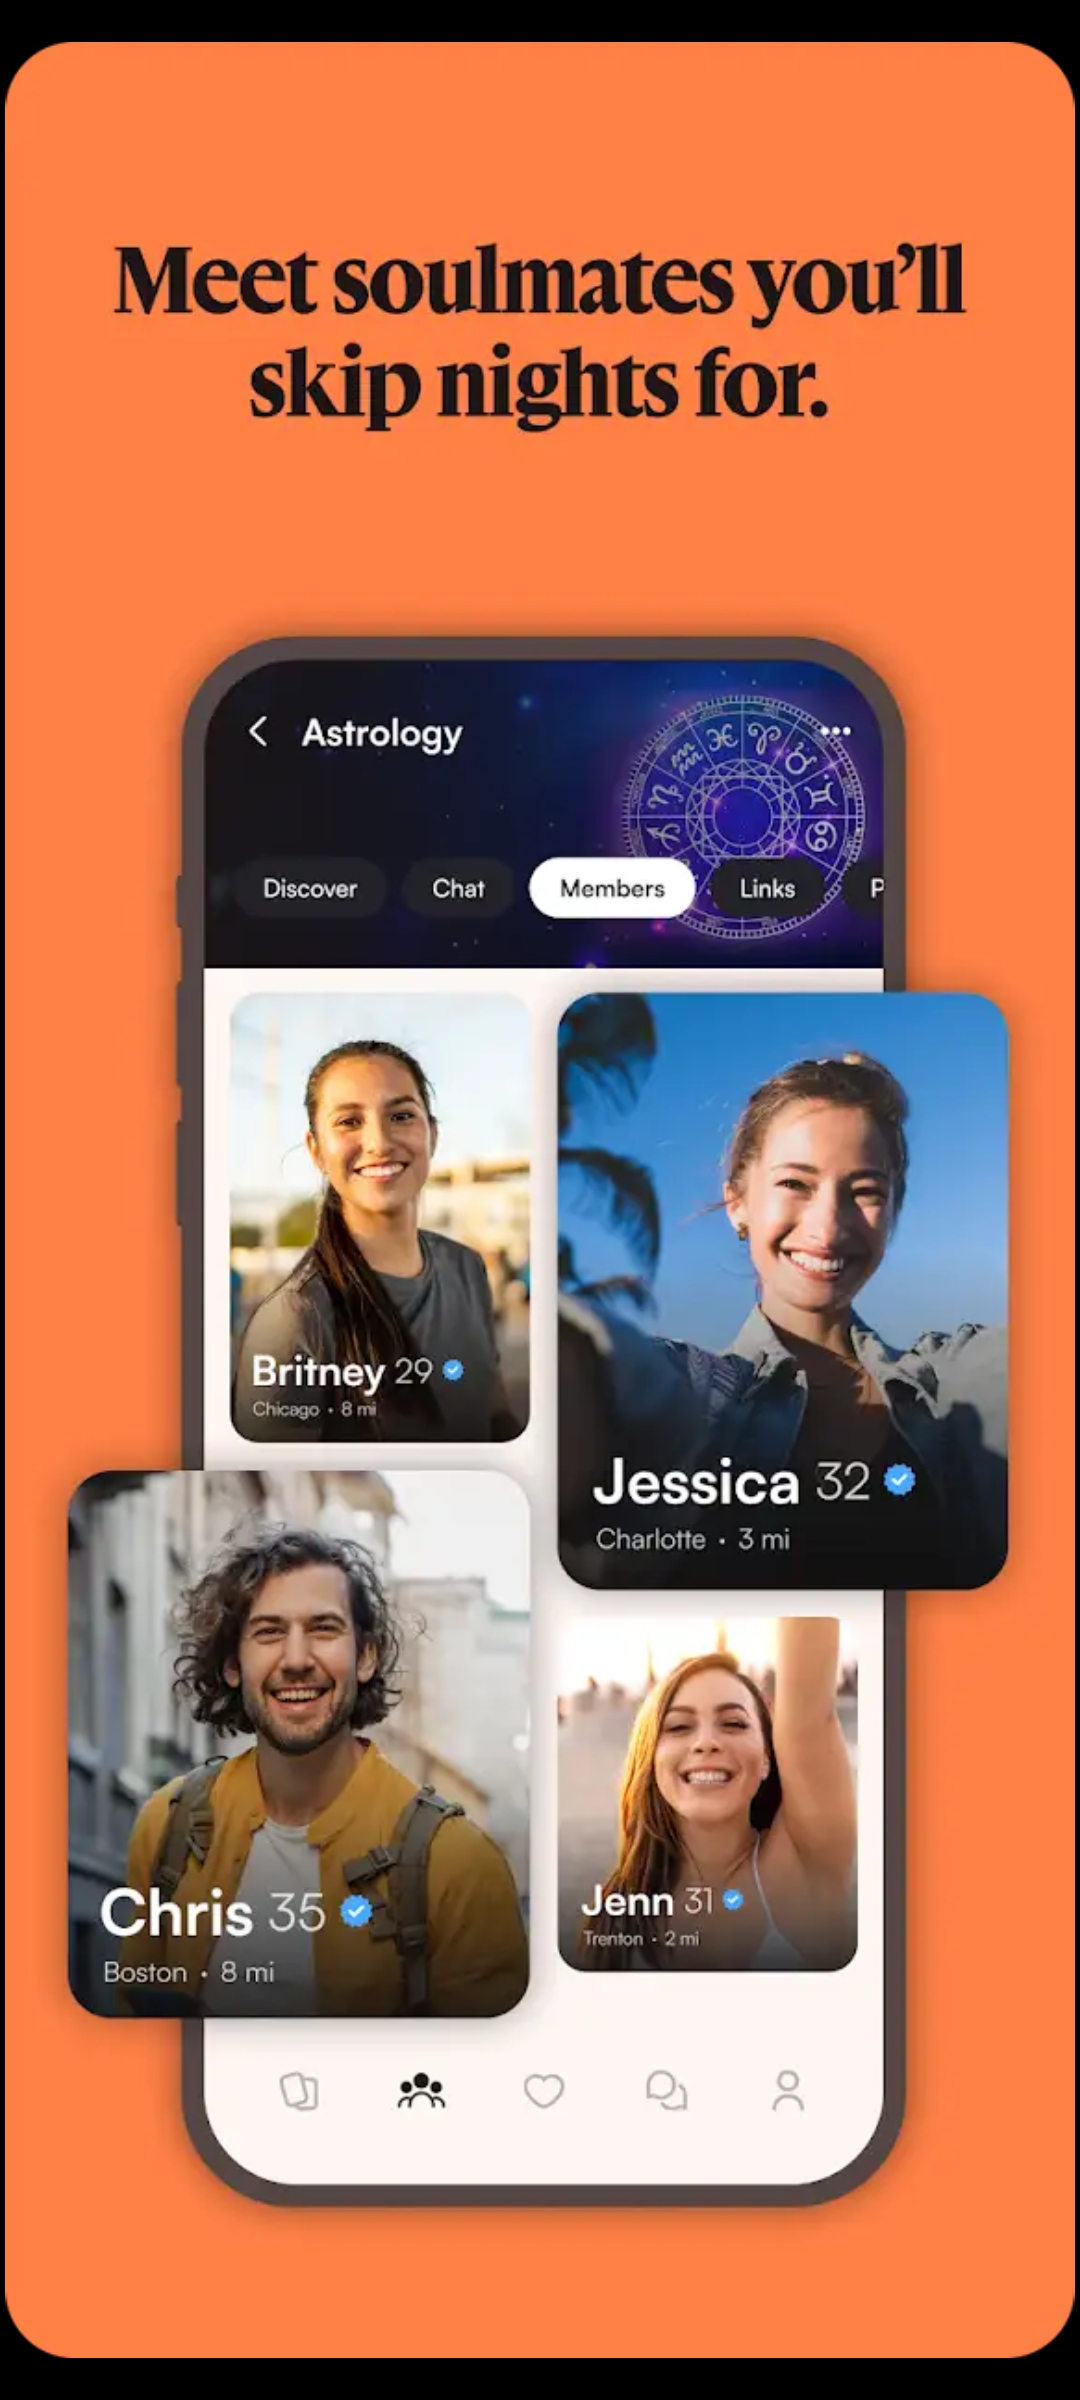 Meet soulmates you’ll
skip nights for.
Astrology
Discover
Chat
Members
Links
P
Britney 29
Chicago · 8 mi
Jessica 32
Charlotte · 3 mi
Chris 35
Boston · 8 mi
Jenn 31
Trenton · 2 mi